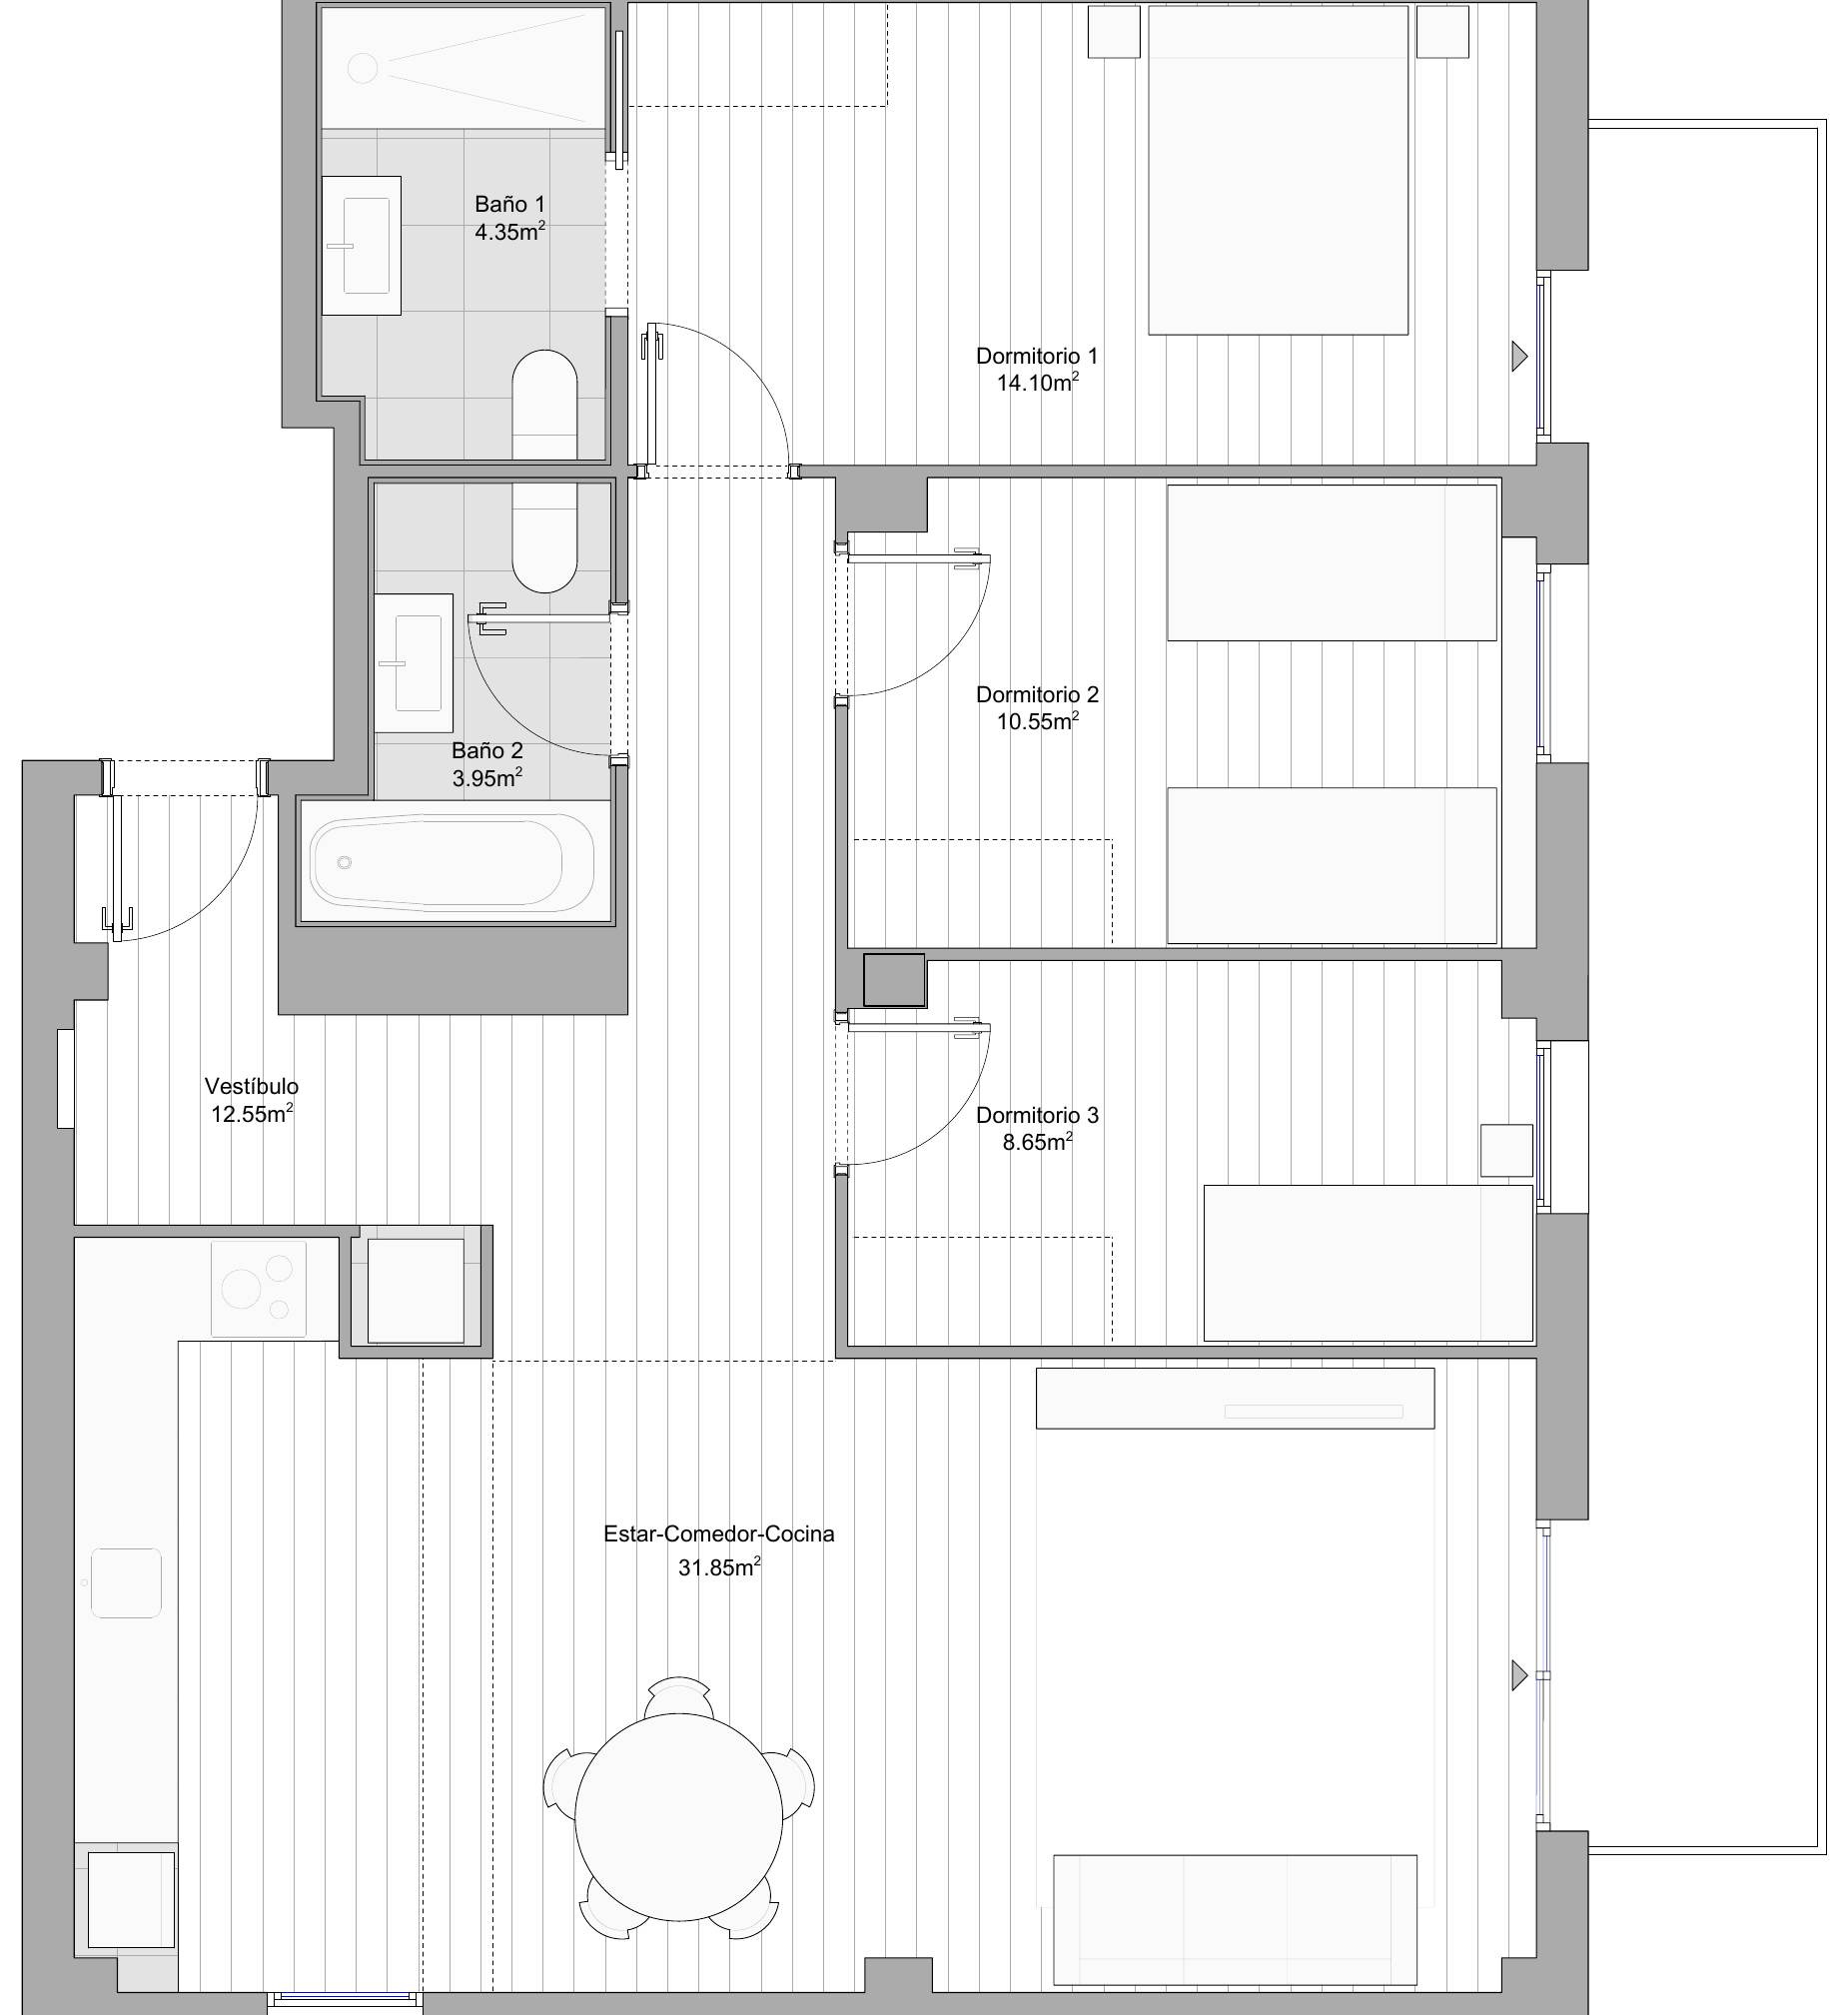 Baño 1
4.35m²
Dormitorio 1
14.10m²
Dormitorio 2
10.55m²
Baño 2
3.95m²
Vestíbulo
12.55m²
Dormitorio 3
8.65m²
Estar-Comedor-Cocina
31.85m²